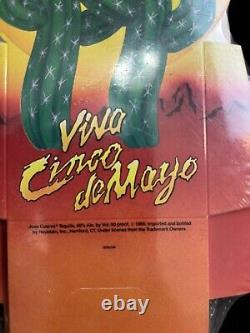 Viva
Cinco
de Mayo
Jose Cuervo® Tequila, 40% Alc. by Vol. (80 proof). © 1998. Imported and bottled
by Heublein, Inc., Hartford, CT. Under license from the Trademark Owners